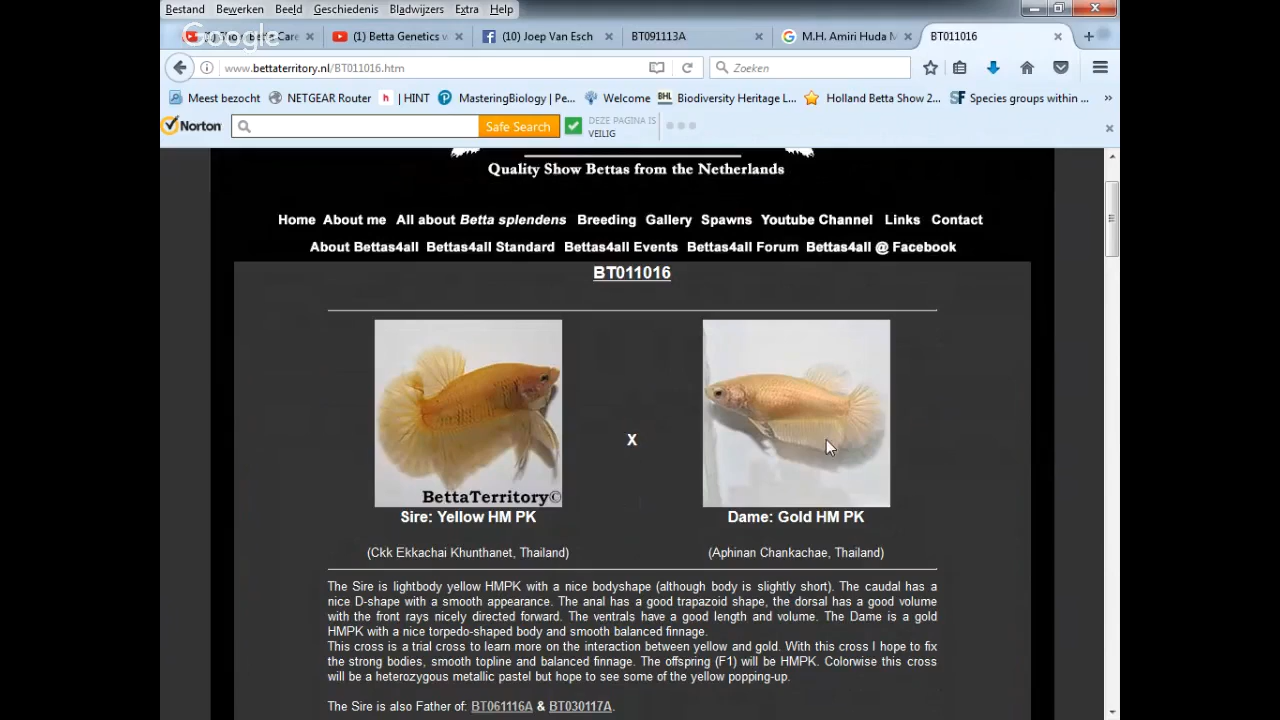 Bestand Bewerken Beeld Geschiedenis Bladwijzers Extra Help
Google
Betta Care
(1) Betta Genetics v
(10) Joep Van Esch
BT091113A
M.H. Amiri Huda M
BT011016
www.bettaterritory.nl/BT011016.htm
Zoeken
Meest bezocht NETGEAR Router h | HINT MasteringBiology | Pe... Welcome BHL Biodiversity Heritage L... Holland Betta Show 2... SF Species groups within ... »
Norton Safe Search
DEZE PAGINA IS
VEILIG
Quality Show Bettas from the Netherlands
Home About me All about Betta splendens Breeding Gallery Spawns Youtube Channel Links Contact
About Bettas4all Bettas4all Standard Bettas4all Events Bettas4all Forum Bettas4all @ Facebook
BT011016
X
BettaTerritory©
Sire: Yellow HM PK
Dame: Gold HM PK
(Ckk Ekkachai Khunthanet, Thailand)
(Aphinan Chankachae, Thailand)
The Sire is lightbody yellow HMPK with a nice bodyshape (although body is slightly short). The caudal has a
nice D-shape with a smooth appearance. The anal has a good trapazoid shape, the dorsal has a good volume
with the front rays nicely directed forward. The ventrals have a good length and volume. The Dame is a gold
HMPK with a nice torpedo-shaped body and smooth balanced finnage.
This cross is a trial cross to learn more on the interaction between yellow and gold. With this cross I hope to fix
the strong bodies, smooth topline and balanced finnage. The offspring (F1) will be HMPK. Colorwise this cross
will be a heterozygous metallic pastel but hope to see some of the yellow popping-up.
The Sire is also Father of: BT061116A & BT030117A.